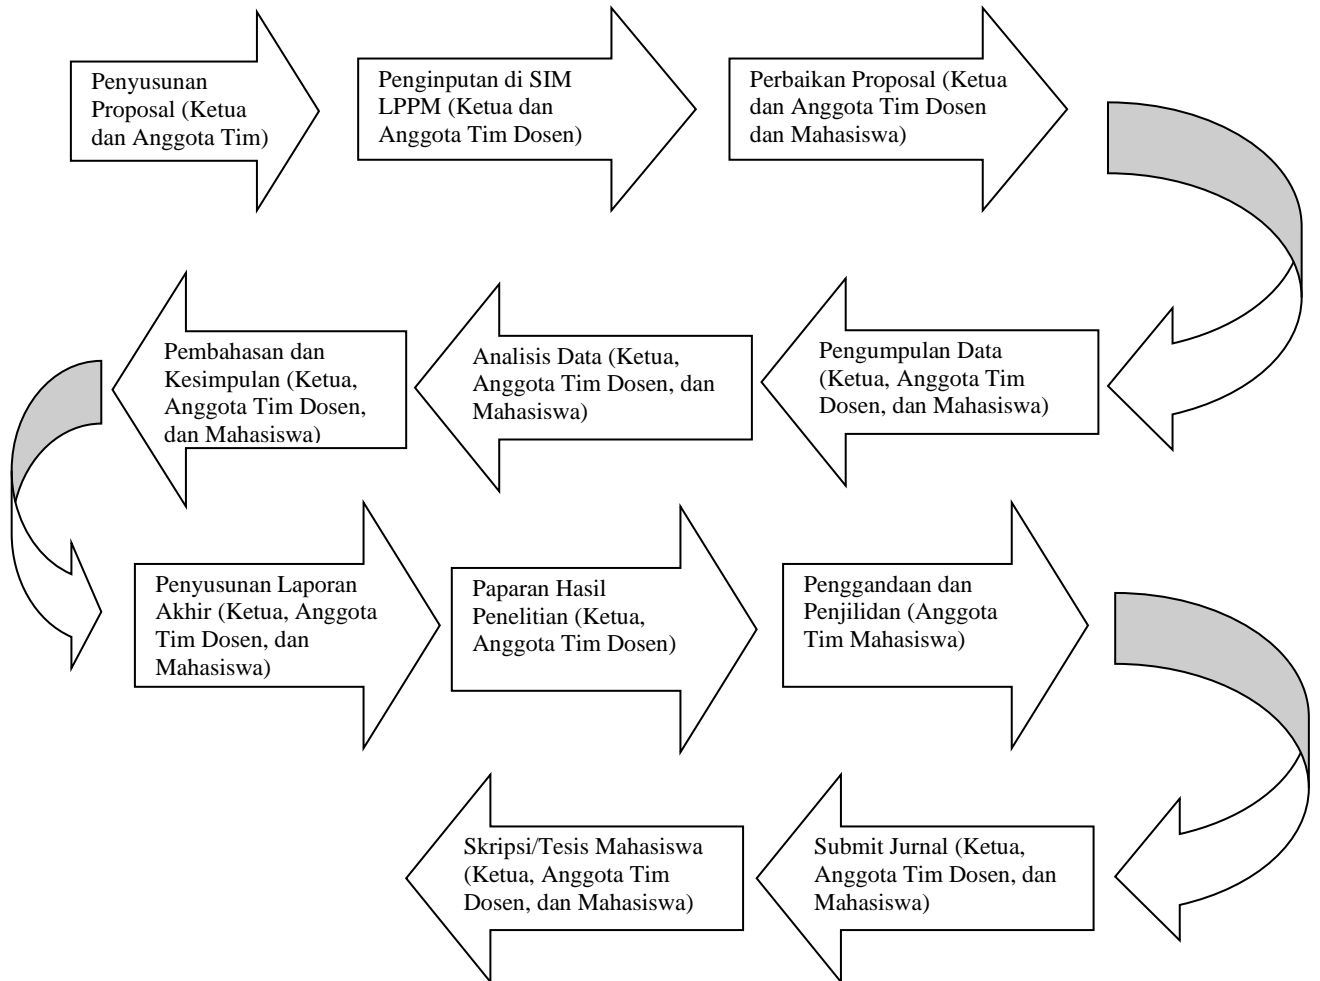 Penyusunan
Proposal (Ketua
dan Anggota Tim)
Penginputan di SIM
LPPM (Ketua dan
Anggota Tim Dosen)
Perbaikan Proposal (Ketua
dan Anggota Tim Dosen
dan Mahasiswa)
Pengumpulan Data
(Ketua, Anggota Tim
Dosen, dan Mahasiswa)
Analisis Data (Ketua,
Anggota Tim Dosen, dan
Mahasiswa)
Pembahasan dan
Kesimpulan (Ketua,
Anggota Tim Dosen,
dan Mahasiswa)
Penyusunan Laporan
Akhir (Ketua, Anggota
Tim Dosen, dan
Mahasiswa)
Paparan Hasil
Penelitian (Ketua,
Anggota Tim Dosen)
Penggandaan dan
Penjilidan (Anggota
Tim Mahasiswa)
Submit Jurnal (Ketua,
Anggota Tim Dosen, dan
Mahasiswa)
Skripsi/Tesis Mahasiswa
(Ketua, Anggota Tim
Dosen, dan Mahasiswa)